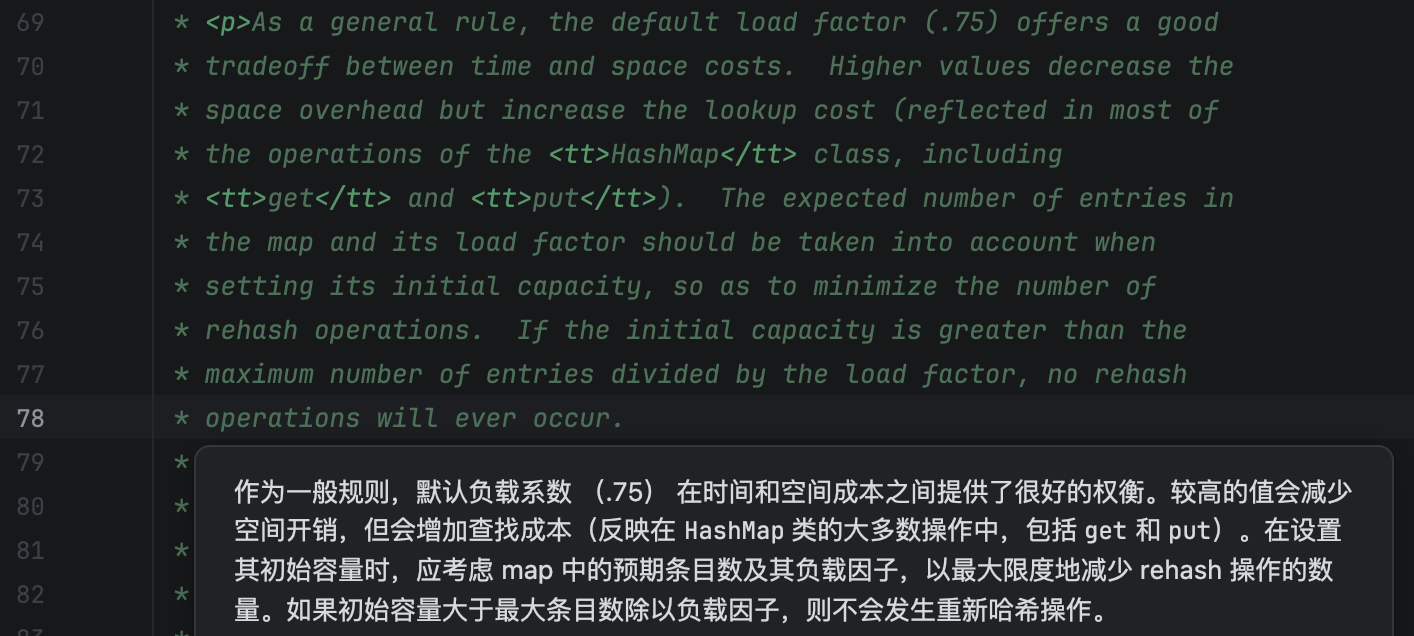 69 * <p>As a general rule, the default load factor (.75) offers a good
70 * tradeoff between time and space costs.  Higher values decrease the
71 * space overhead but increase the lookup cost (reflected in most of
72 * the operations of the <tt>HashMap</tt> class, including
73 * <tt>get</tt> and <tt>put</tt>).  The expected number of entries in
74 * the map and its load factor should be taken into account when
75 * setting its initial capacity, so as to minimize the number of
76 * rehash operations.  If the initial capacity is greater than the
77 * maximum number of entries divided by the load factor, no rehash
78 * operations will ever occur.
79 *
作为一般规则，默认负载系数 （.75） 在时间和空间成本之间提供了很好的权衡。较高的值会减少
80 *
空间开销，但会增加查找成本（反映在 HashMap 类的大多数操作中，包括 get 和 put）。在设置
81 *
其初始容量时，应考虑 map 中的预期条目数及其负载因子，以最大限度地减少 rehash 操作的数
82 *
量。如果初始容量大于最大条目数除以负载因子，则不会发生重新哈希操作。